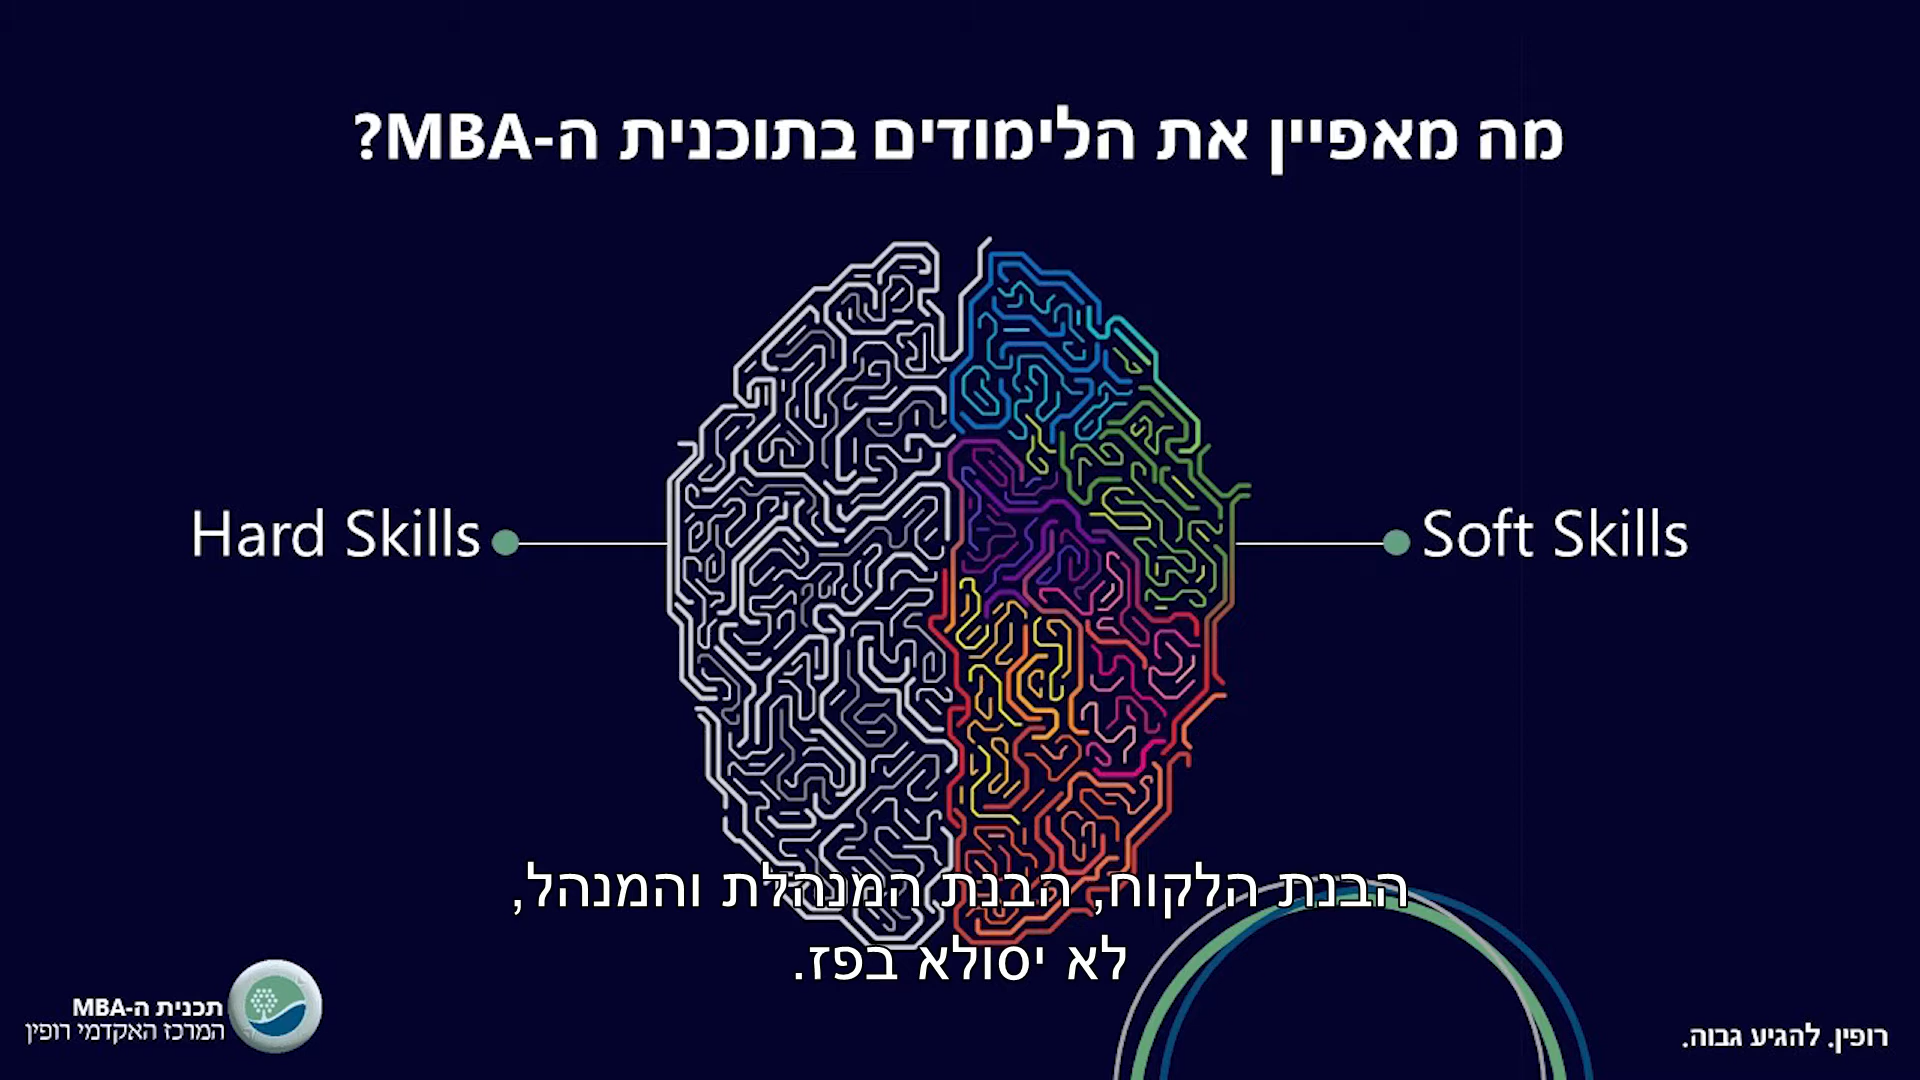 מה מאפיין את הלימודים בתוכנית ה-MBA?
Hard Skills
Soft Skills
הבנת הלקוח, הבנת המנהלת והמנהל,
לא יסולא בפז.
תכנית ה-MBA
המרכז האקדמי רופין
רופין. להגיע גבוה.